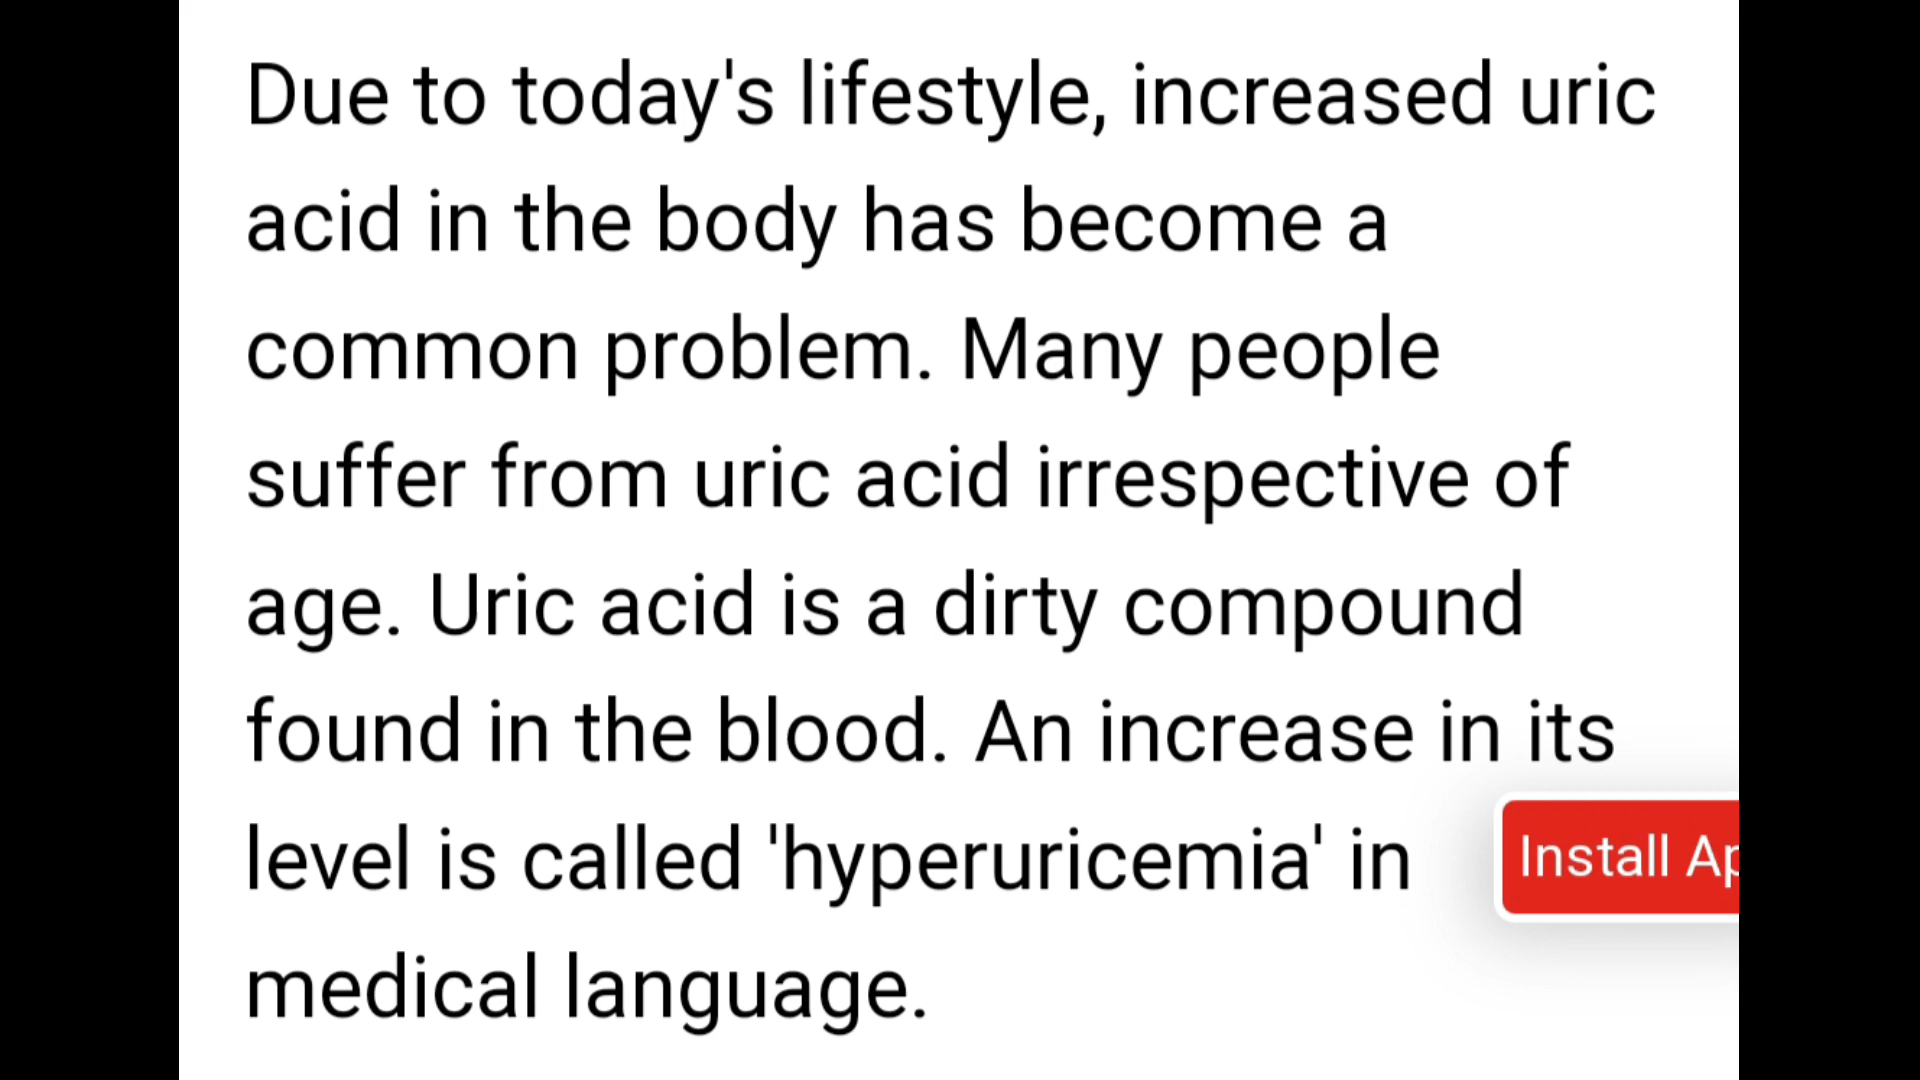 Due to today's lifestyle, increased uric
acid in the body has become a
common problem. Many people
suffer from uric acid irrespective of
age. Uric acid is a dirty compound
found in the blood. An increase in its
level is called 'hyperuricemia' in
Install Ap
medical language.